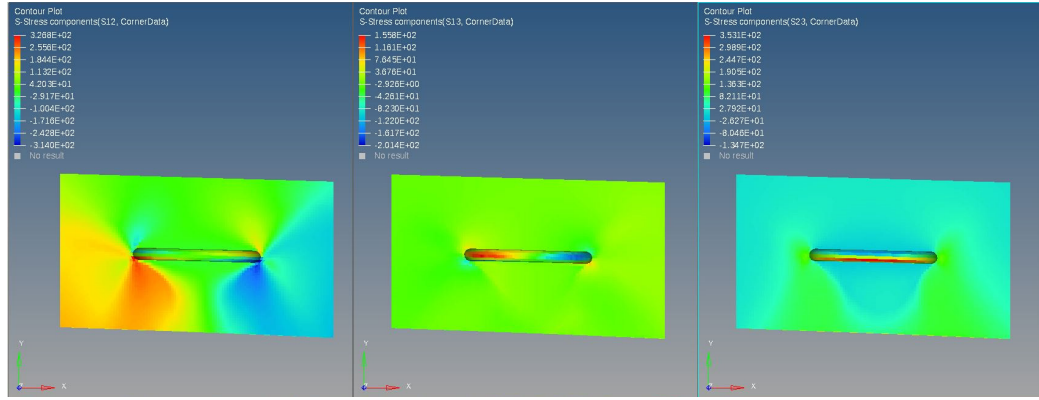 Contour Plot
S-Stress components(S12, CornerData)
3.268E+02
2.556E+02
1.844E+02
1.132E+02
4.203E+01
-2.917E+01
-1.004E+02
-1.716E+02
-2.428E+02
-3.140E+02
No result
Y
Z
X
Contour Plot
S-Stress components(S13, CornerData)
1.558E+02
1.161E+02
7.645E+01
3.676E+01
-2.926E+00
-4.261E+01
-8.230E+01
-1.220E+02
-1.617E+02
-2.014E+02
No result
Y
Z
X
Contour Plot
S-Stress components(S23, CornerData)
3.531E+02
2.989E+02
2.447E+02
1.905E+02
1.363E+02
8.211E+01
2.792E+01
-2.627E+01
-8.046E+01
-1.347E+02
No result
Y
Z
X